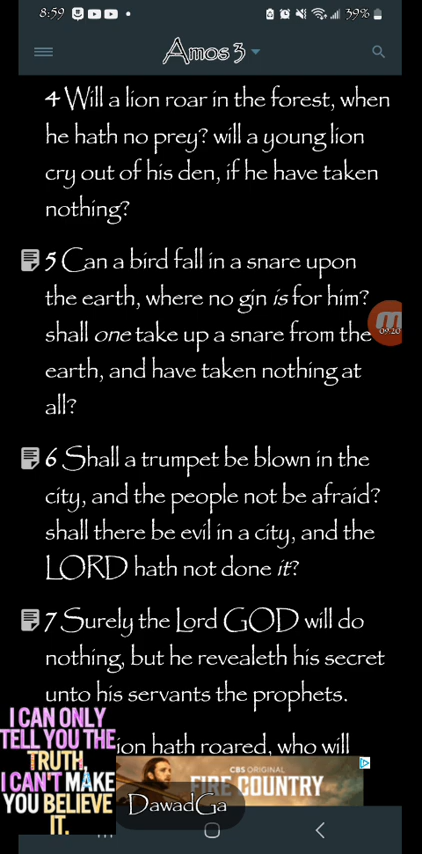 8:59
39%
Amos 3
4 Will a lion roar in the forest, when
he hath no prey? will a young lion
cry out of his den, if he have taken
nothing?
5 Can a bird fall in a snare upon
the earth, where no gin is for him?
shall one take up a snare from the
earth, and have taken nothing at
all?
09:20
6 Shall a trumpet be blown in the
city, and the people not be afraid?
shall there be evil in a city, and the
LORD hath not done it?
7 Surely the Lord GOD will do
nothing, but he revealeth his secret
unto his servants the prophets.
ion hath roared, who will
I CAN ONLY
TELL YOU THE
TRUTH,
I CAN'T MAKE
YOU BELIEVE
IT.
CBS ORIGINAL
FIRE COUNTRY
DawadGa